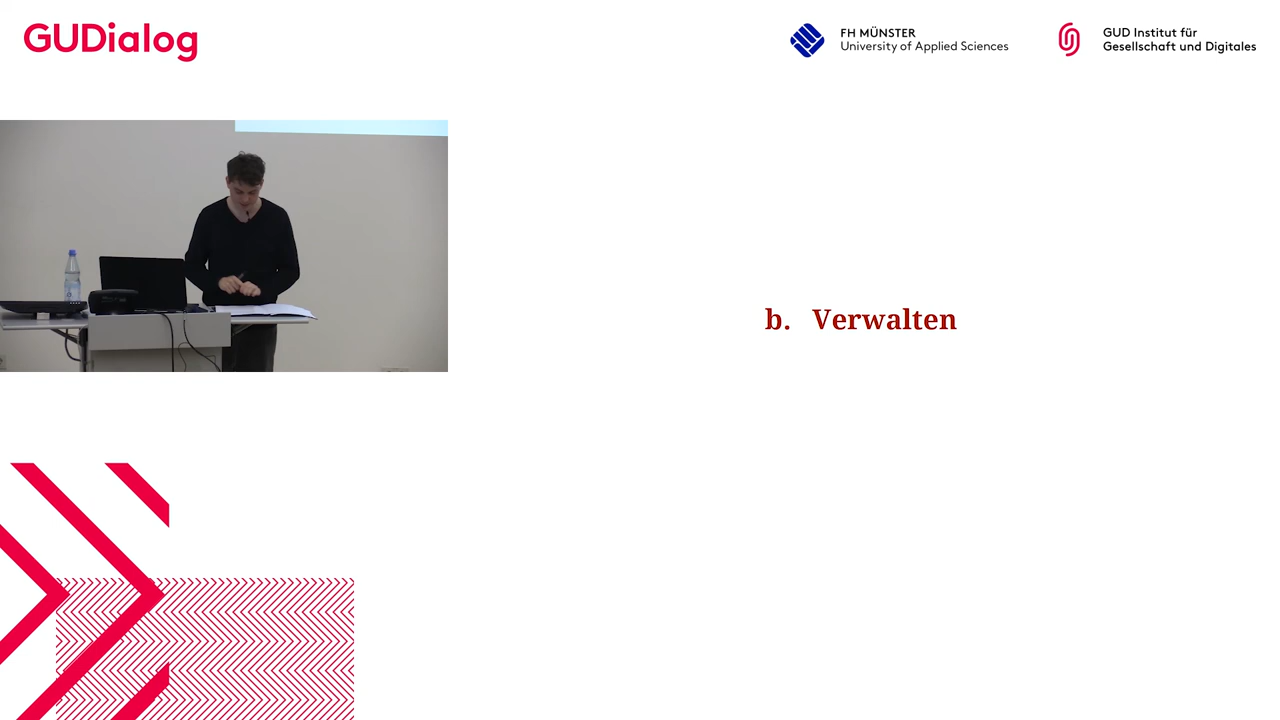 GUDialog
FH MÜNSTER
University of Applied Sciences
GUD Institut für
Gesellschaft und Digitales
b. Verwalten